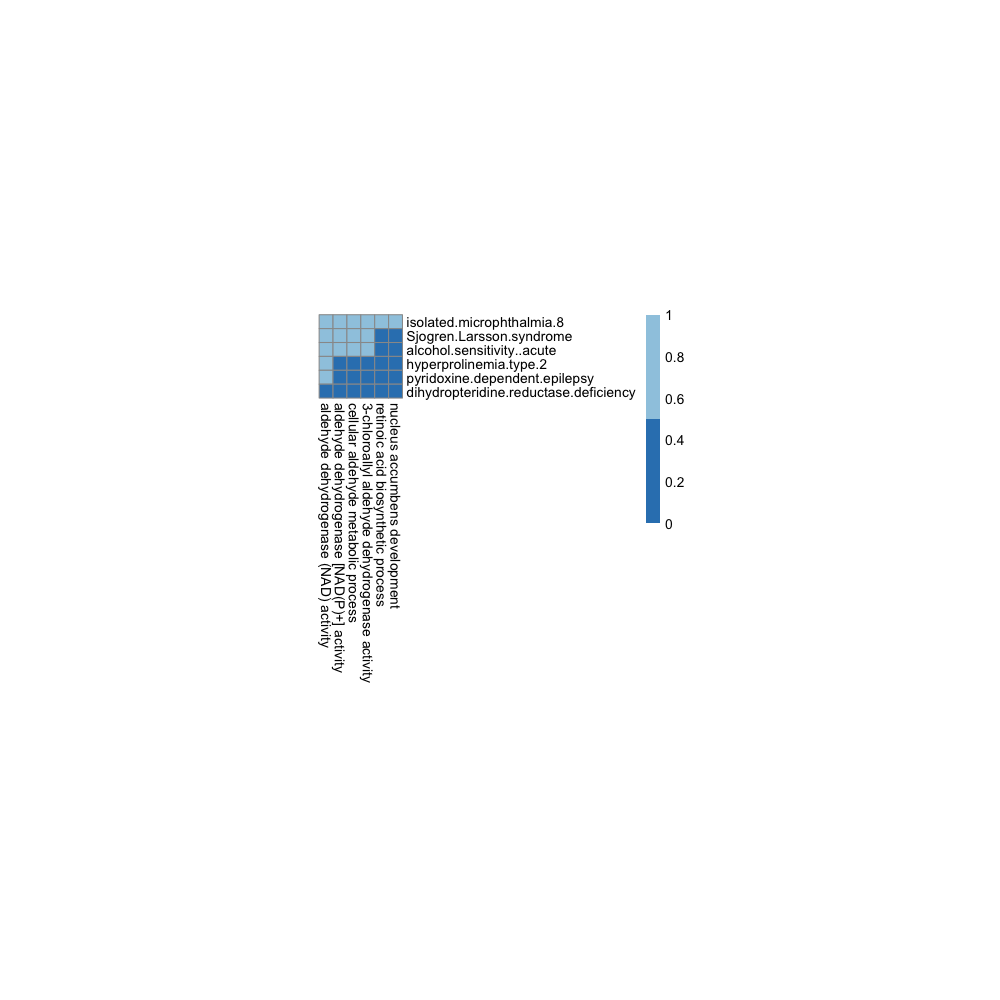 isolated.microphthalmia.8
Sjogren.Larsson.syndrome
alcohol.sensitivity..acute
hyperprolinemia.type.2
pyridoxine.dependent.epilepsy
dihydropteridine.reductase.deficiency
aldehyde dehydrogenase (NAD) activity
aldehyde dehydrogenase [NAD(P)+] activity
cellular aldehyde metabolic process
3-chloroallyl aldehyde dehydrogenase activity
retinoic acid biosynthetic process
nucleus accumbens development
1
0.8
0.6
0.4
0.2
0